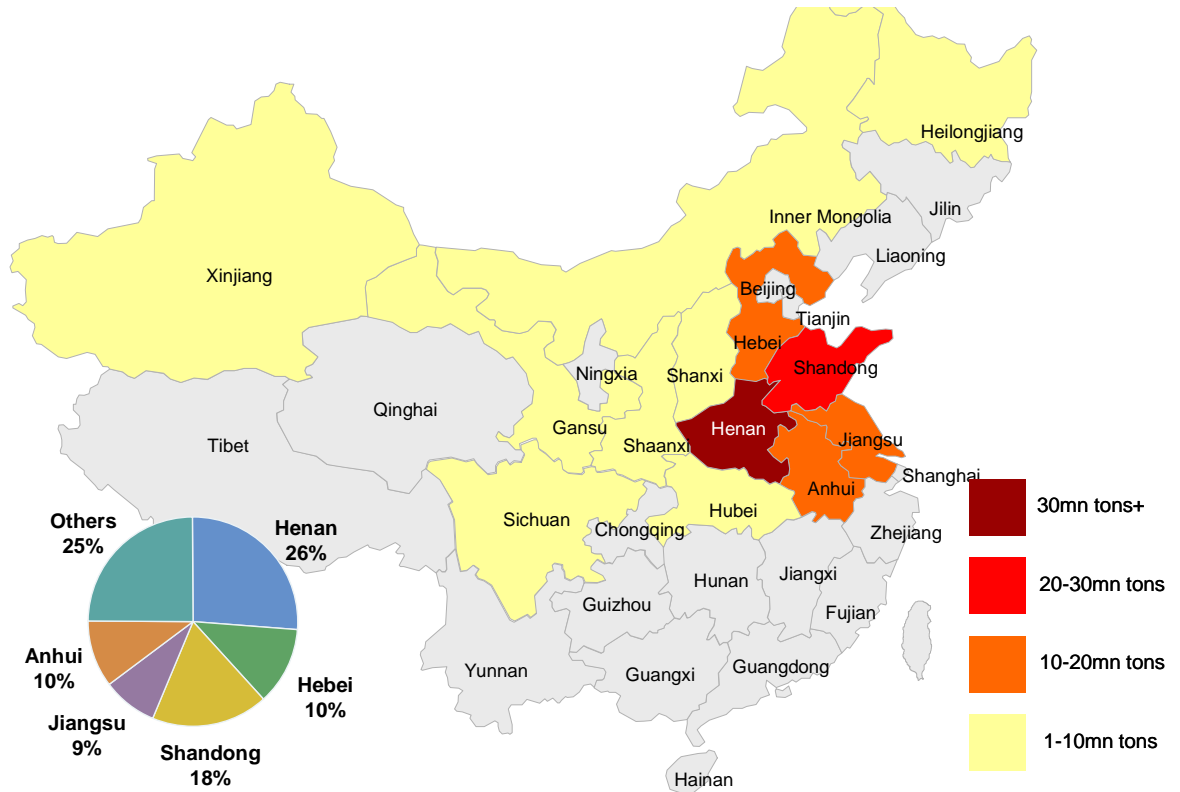 Heilongjiang
Jilin
Inner Mongolia
Liaoning
Xinjiang
Beijing
Tianjin
Hebei
Shandong
Ningxia
Shanxi
Qinghai
Gansu
Henan
Jiangsu
Tibet
Shaanxi
Shanghai
Anhui
Hubei
Sichuan
Chongqing
Zhejiang
Hunan
Jiangxi
Guizhou
Fujian
Yunnan
Guangxi
Guangdong
Hainan
Others
25%
Henan
26%
Anhui
10%
Hebei
10%
Jiangsu
9%
Shandong
18%
30mn tons+
20-30mn tons
10-20mn tons
1-10mn tons